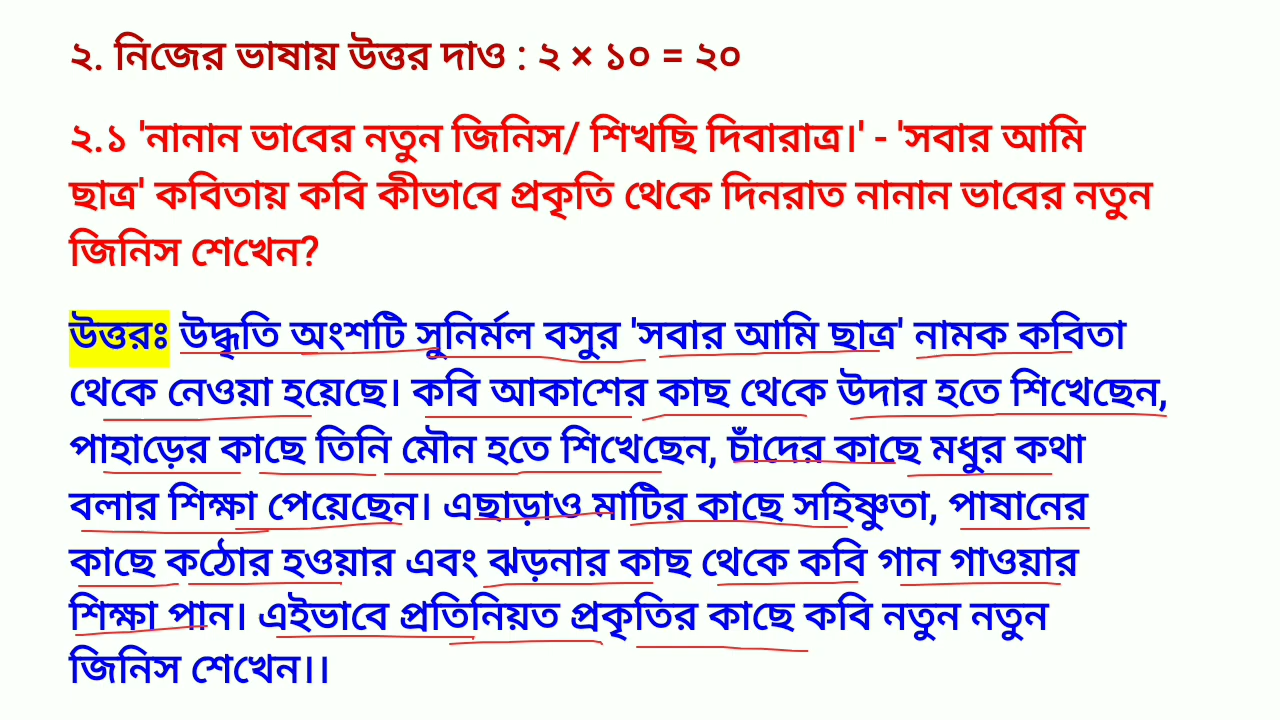 ২. নিজের ভাষায় উত্তর দাও : ২ × ১০ = ২০
২.১ 'নানান ভাবের নতুন জিনিস/ শিখছি দিবারাত্র।' - 'সবার আমি
ছাত্র' কবিতায় কবি কীভাবে প্রকৃতি থেকে দিনরাত নানান ভাবের নতুন
জিনিস শেখেন?
উত্তরঃ উদ্ধৃতি অংশটি সুনির্মল বসুর 'সবার আমি ছাত্র' নামক কবিতা
থেকে নেওয়া হয়েছে। কবি আকাশের কাছ থেকে উদার হতে শিখেছেন,
পাহাড়ের কাছে তিনি মৌন হতে শিখেছেন, চাঁদের কাছে মধুর কথা
বলার শিক্ষা পেয়েছেন। এছাড়াও মাটির কাছে সহিষ্ণুতা, পাষানের
কাছে কঠোর হওয়ার এবং ঝড়নার কাছ থেকে কবি গান গাওয়ার
শিক্ষা পান। এইভাবে প্রতিনিয়ত প্রকৃতির কাছে কবি নতুন নতুন
জিনিস শেখেন।।